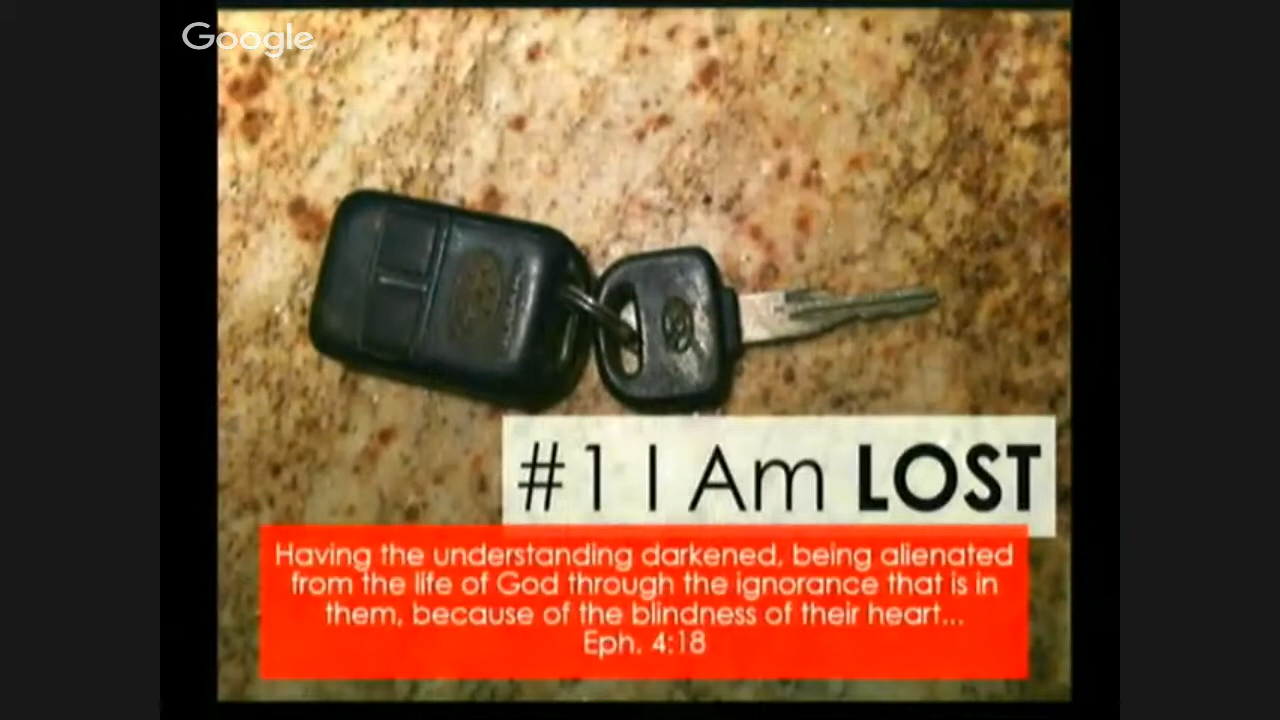 Google
#1 I Am LOST
Having the understanding darkened, being alienated
from the life of God through the ignorance that is in
them, because of the blindness of their heart...
Eph. 4:18